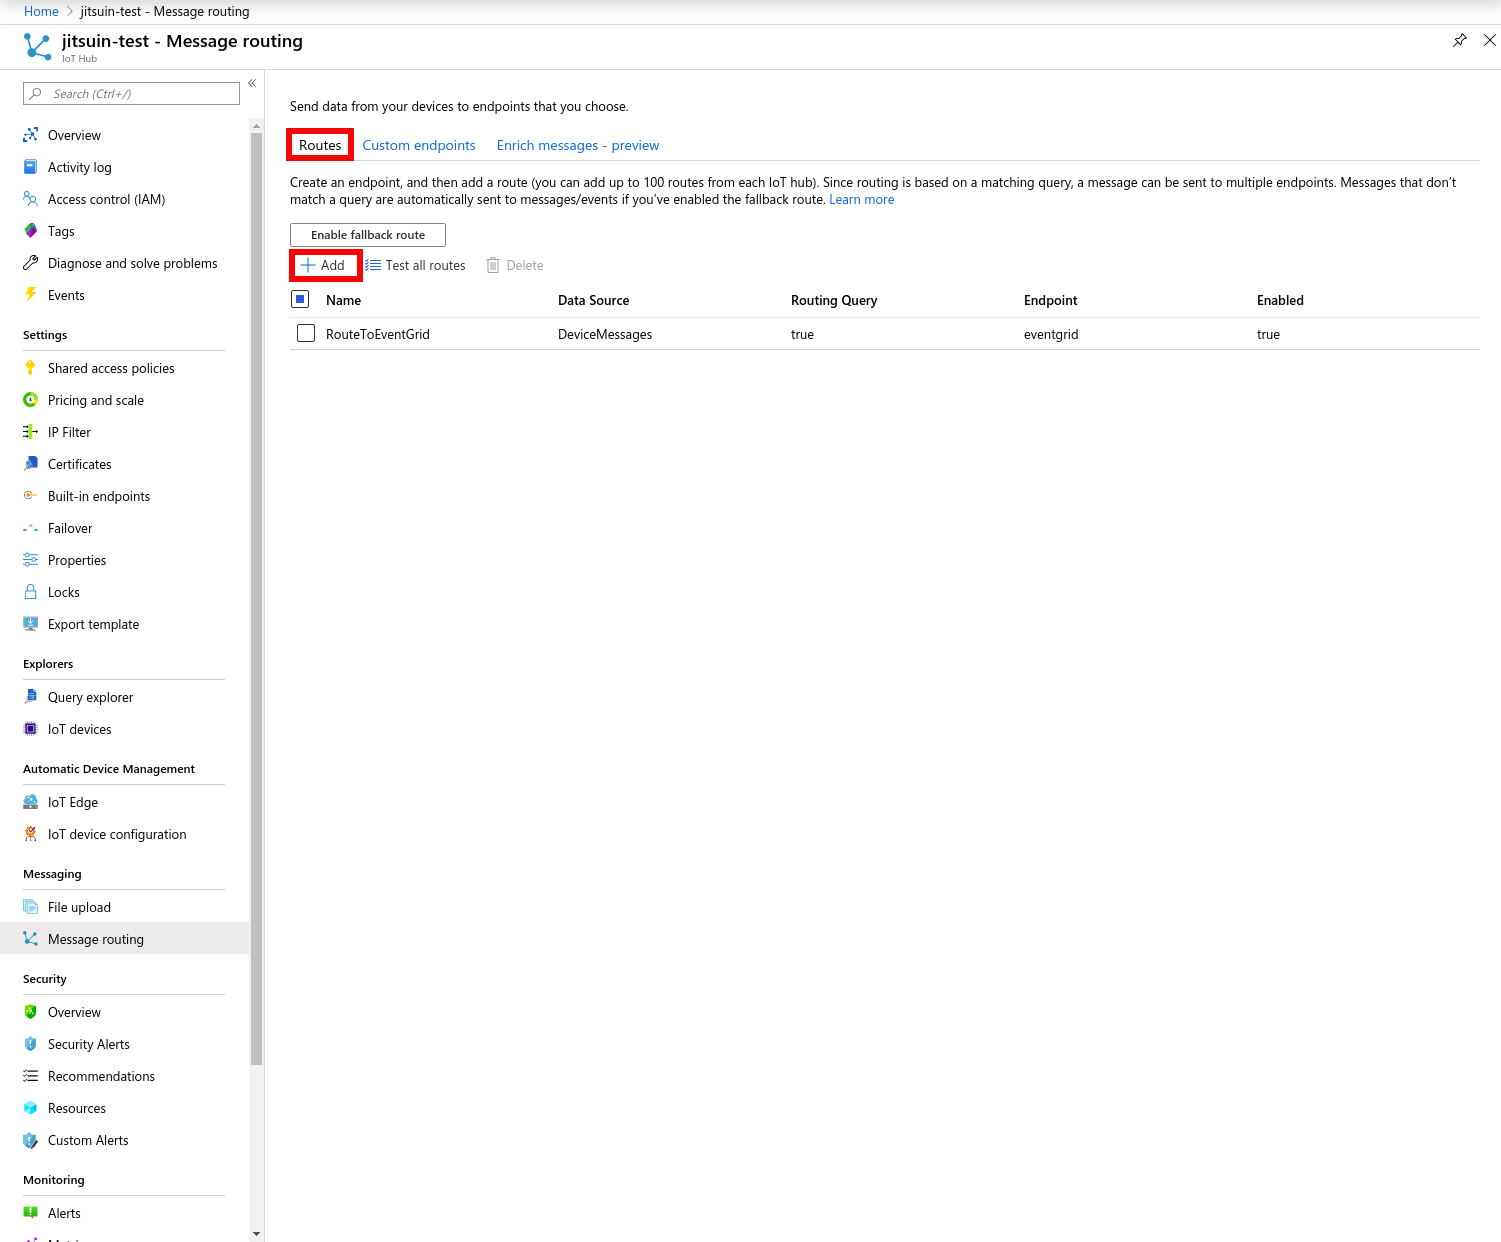 Home > jitsuin-test - Message routing
jitsuin-test - Message routing
IoT Hub
Search (Ctrl+/)
Overview
Activity log
Access control (IAM)
Tags
Diagnose and solve problems
Events
Settings
Shared access policies
Pricing and scale
IP Filter
Certificates
Built-in endpoints
Failover
Properties
Locks
Export template
Explorers
Query explorer
IoT devices
Automatic Device Management
IoT Edge
IoT device configuration
Messaging
File upload
Message routing
Security
Overview
Security Alerts
Recommendations
Resources
Custom Alerts
Monitoring
Alerts
Send data from your devices to endpoints that you choose.
Routes Custom endpoints Enrich messages - preview
Create an endpoint, and then add a route (you can add up to 100 routes from each IoT hub). Since routing is based on a matching query, a message can be sent to multiple endpoints. Messages that don't
match a query are automatically sent to messages/events if you've enabled the fallback route. Learn more
Enable fallback route
Add Test all routes Delete
Name Data Source Routing Query Endpoint Enabled
RouteToEventGrid DeviceMessages true eventgrid true